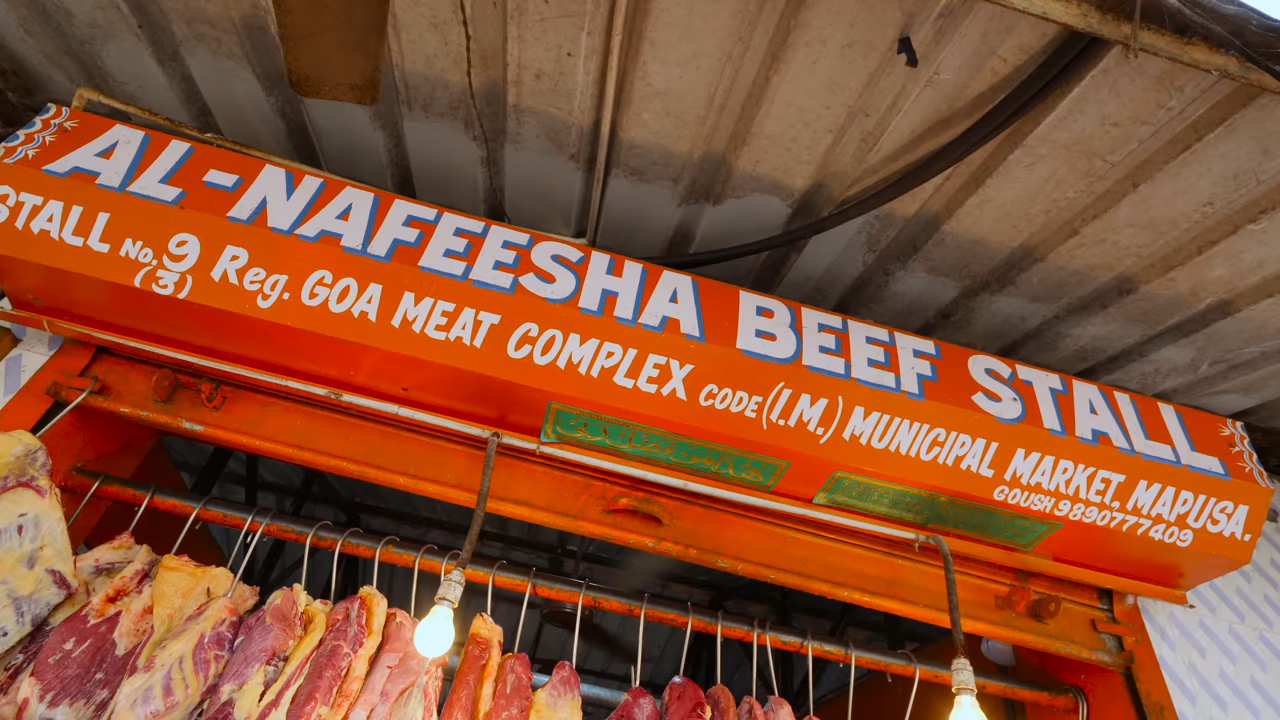 AL-NAFEESHA BEEF STALL
STALL No. 9 (3) Reg. GOA MEAT COMPLEX CODE (I.M.) MUNICIPAL MARKET, MAPUSA.
GOUSH 9890777409